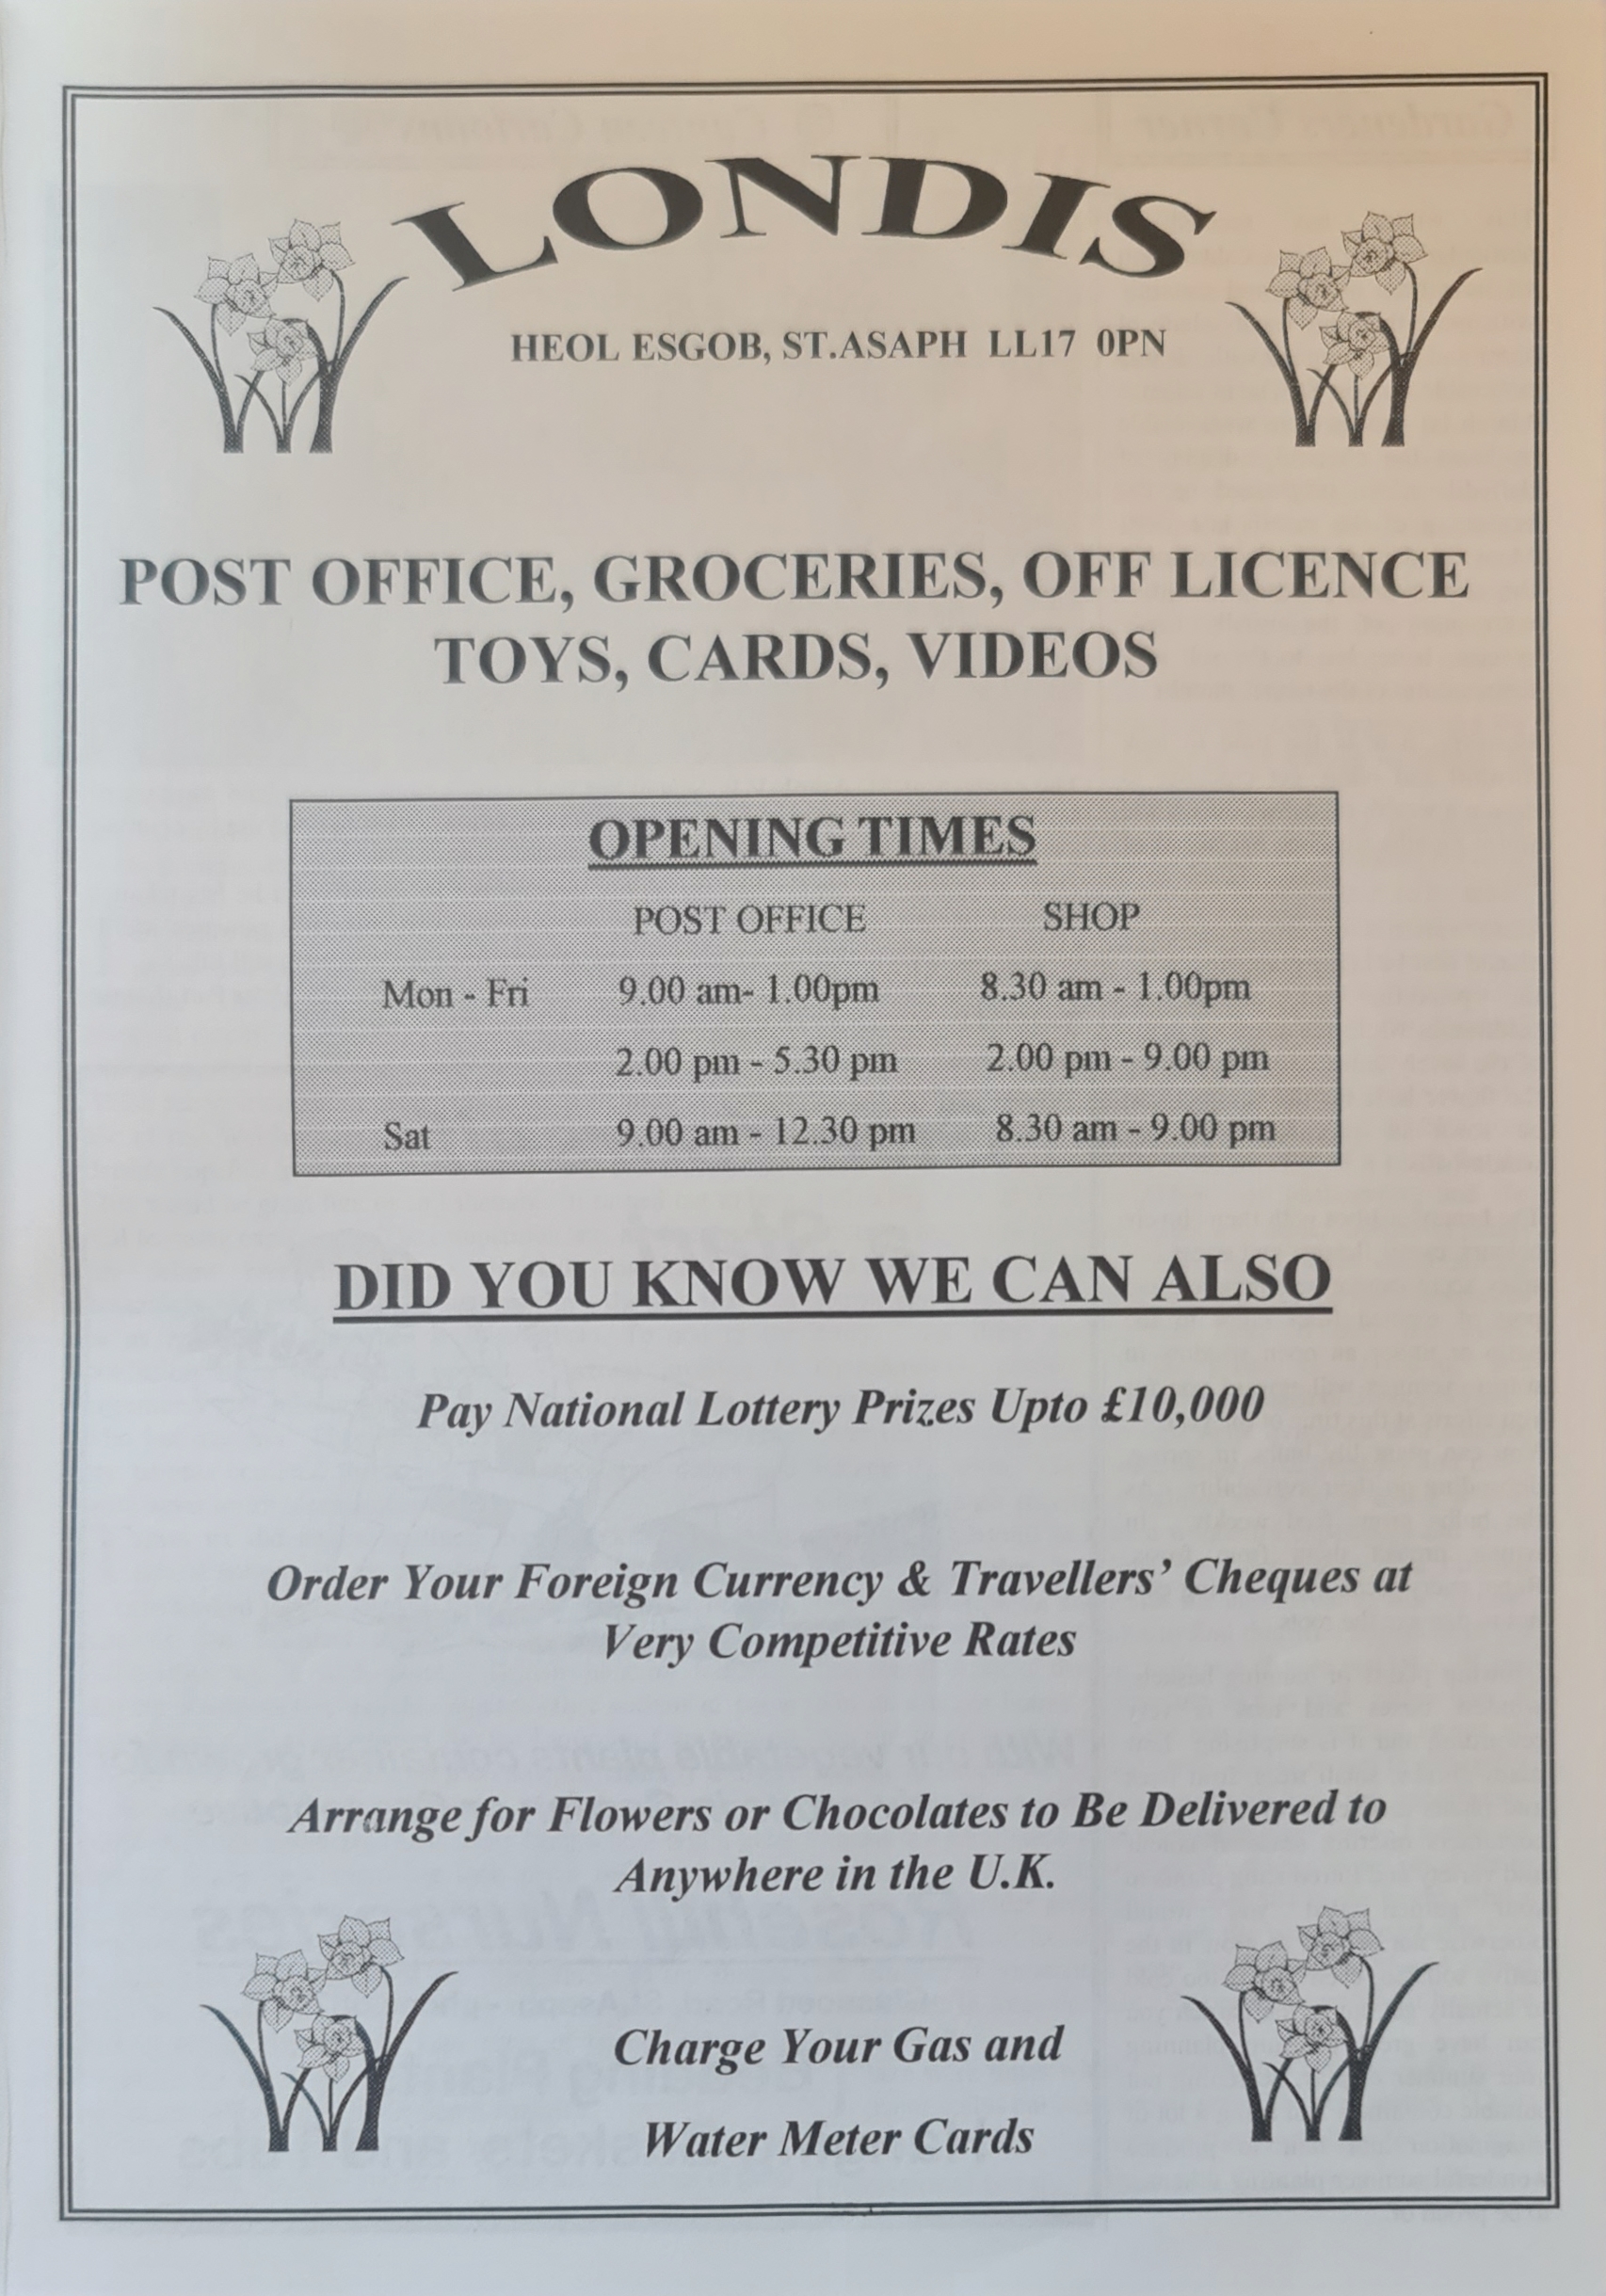 LONDIS
HEOL ESGOB, ST.ASAPH LL17 0PN
POST OFFICE, GROCERIES, OFF LICENCE
TOYS, CARDS, VIDEOS
OPENING TIMES
POST OFFICE SHOP
Mon - Fri 9.00 am- 1.00pm 8.30 am - 1.00pm
2.00 pm - 5.30 pm 2.00 pm - 9.00 pm
Sat 9.00 am - 12.30 pm 8.30 am - 9.00 pm
DID YOU KNOW WE CAN ALSO
Pay National Lottery Prizes Upto £10,000
Order Your Foreign Currency & Travellers’ Cheques at
Very Competitive Rates
Arrange for Flowers or Chocolates to Be Delivered to
Anywhere in the U.K.
Charge Your Gas and
Water Meter Cards